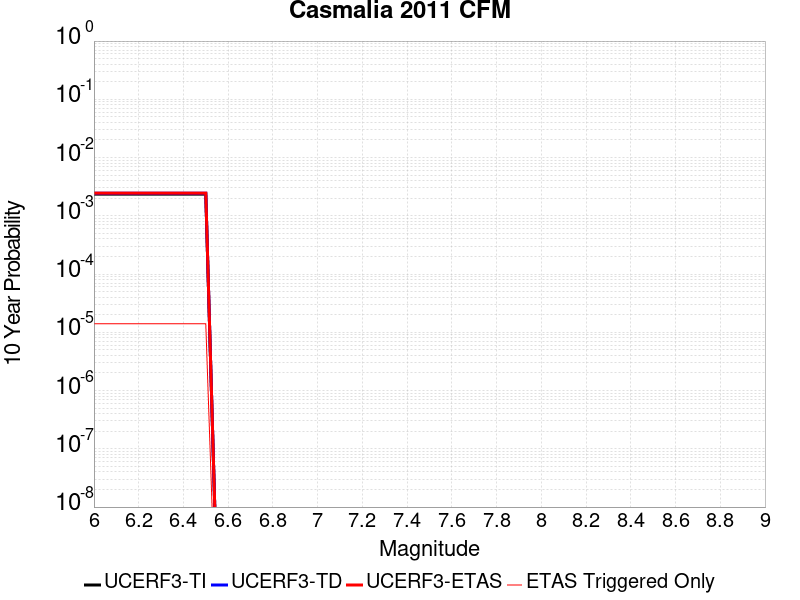 Casmalia 2011 CFM
10^0
10^-1
10^-2
10^-3
10^-4
10^-5
10^-6
10^-7
10^-8
10 Year Probability
6 6.2 6.4 6.6 6.8 7 7.2 7.4 7.6 7.8 8 8.2 8.4 8.6 8.8 9
Magnitude
UCERF3-TI UCERF3-TD UCERF3-ETAS ETAS Triggered Only